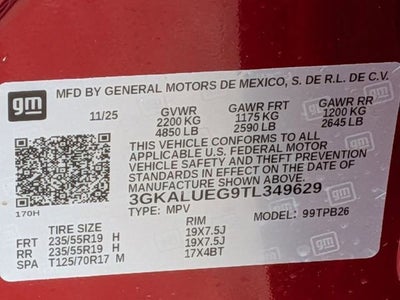 gm
MFD BY GENERAL MOTORS DE MEXICO, S. DE R.L. DE C.V.
11/25 GVWR GAWR FRT GAWR RR
2200 KG 1175 KG 1200 KG
4850 LB 2590 LB 2645 LB
THIS VEHICLE CONFORMS TO ALL
APPLICABLE U.S. FEDERAL MOTOR
VEHICLE SAFETY AND THEFT PREVENTION
STANDARDS IN EFFECT ON THE DATE OF
MANUFACTURE SHOWN ABOVE.
3GKALUEG9TL349629
170H TYPE: MPV MODEL: 99TPB26
TIRE SIZE RIM
FRT 235/55R19 H 19X7.5J
RR 235/55R19 H 19X7.5J
SPA T125/70R17 M 17X4BT